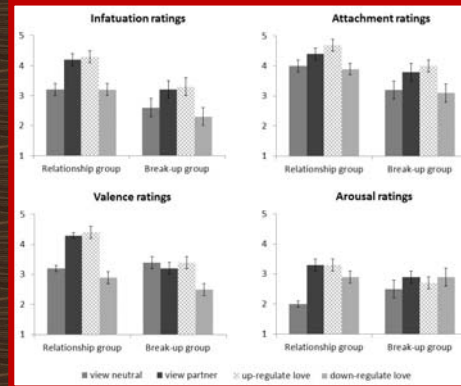 Infatuation ratings
5
4
3
2
1
Relationship group Break-up group
Attachment ratings
5
4
3
2
1
Relationship group Break-up group
Valence ratings
5
4
3
2
1
Relationship group Break-up group
Arousal ratings
5
4
3
2
1
Relationship group Break-up group
view neutral view partner up-regulate love down-regulate love